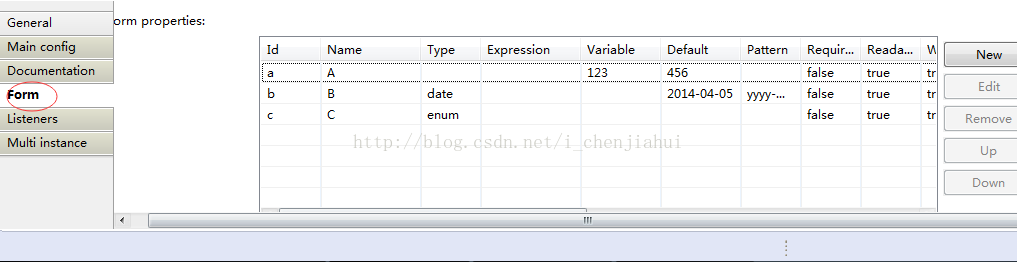 orm properties:
General
Main config
Documentation
Form
Listeners
Multi instance
Id Name Type Expression Variable Default Pattern Requir... Reada... W
a A 123 456 false true tr
b B date 2014-04-05 yyyy-... false true tr
c C enum false true tr
http://blog.csdn.net/i_chenjiahui
New
Edit
Remove
Up
Down